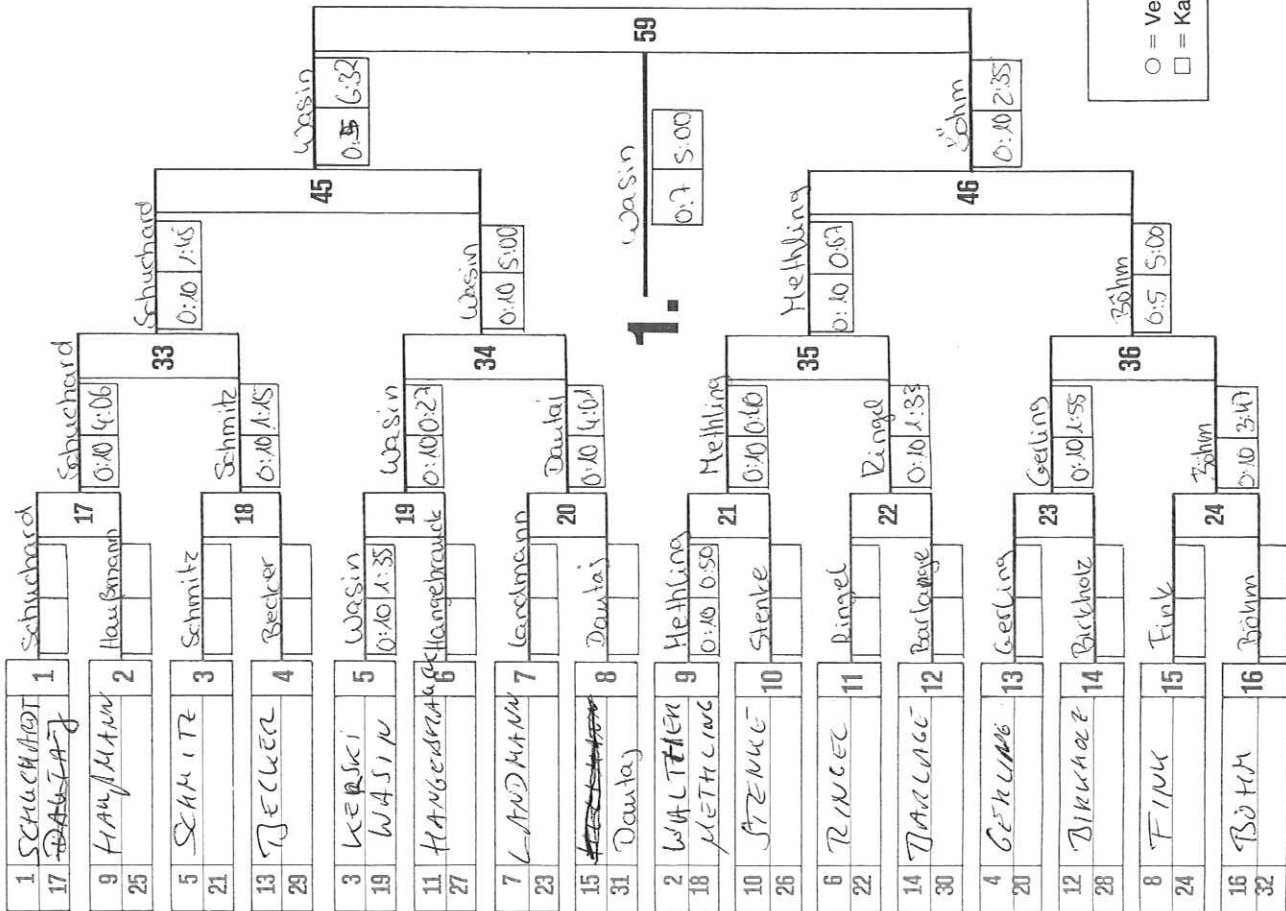 1 SCHUCHARDT 1
17 DAUTAJ
Schuchard
9 HAUßMANN 2
25
Haußmann
17
Schuchard
0:10 4:06
5 SCHMITZ 3
21
Schmitz
13 BECKER 4
29
Becker
18
Schmitz
0:10 1:15
33
Schuchard
0:10 1:45
3 KERSKI 5
19 WASIN
Wasin
0:10 1:35
11 HANGEBRAUCK 6
27
Hangebrauck
19
Wasin
0:10 0:27
7 LANDMANN 7
23
Landmann
15 8
31 Dautaj
Dautaj
20
Dautaj
0:10 4:01
34
Wasin
0:10 5:00
45
Wasin
6:32
2 WALTHER 9
18 METHLING
Methling
0:10 0:50
10 STENKE 10
26
Stenke
21
Methling
0:10 0:40
6 RINGEL 11
22
Ringel
14 BARLAGE 12
30
Barlage
22
Ringel
0:10 1:33
35
Methling
0:10 0:67
4 GERLING 13
20
Gerling
12 BIRKHOLZ 14
28
Birkholz
23
Gerling
0:10 1:55
8 FINK 15
24
Fink
16 BÖHM 16
32
Böhm
24
Böhm
0:10 3:47
36
Böhm
0:5 5:00
46
Böhm
0:10 2:35
59
1.
Wasin
0:7 5:00
○ = Ve
□ = Ka